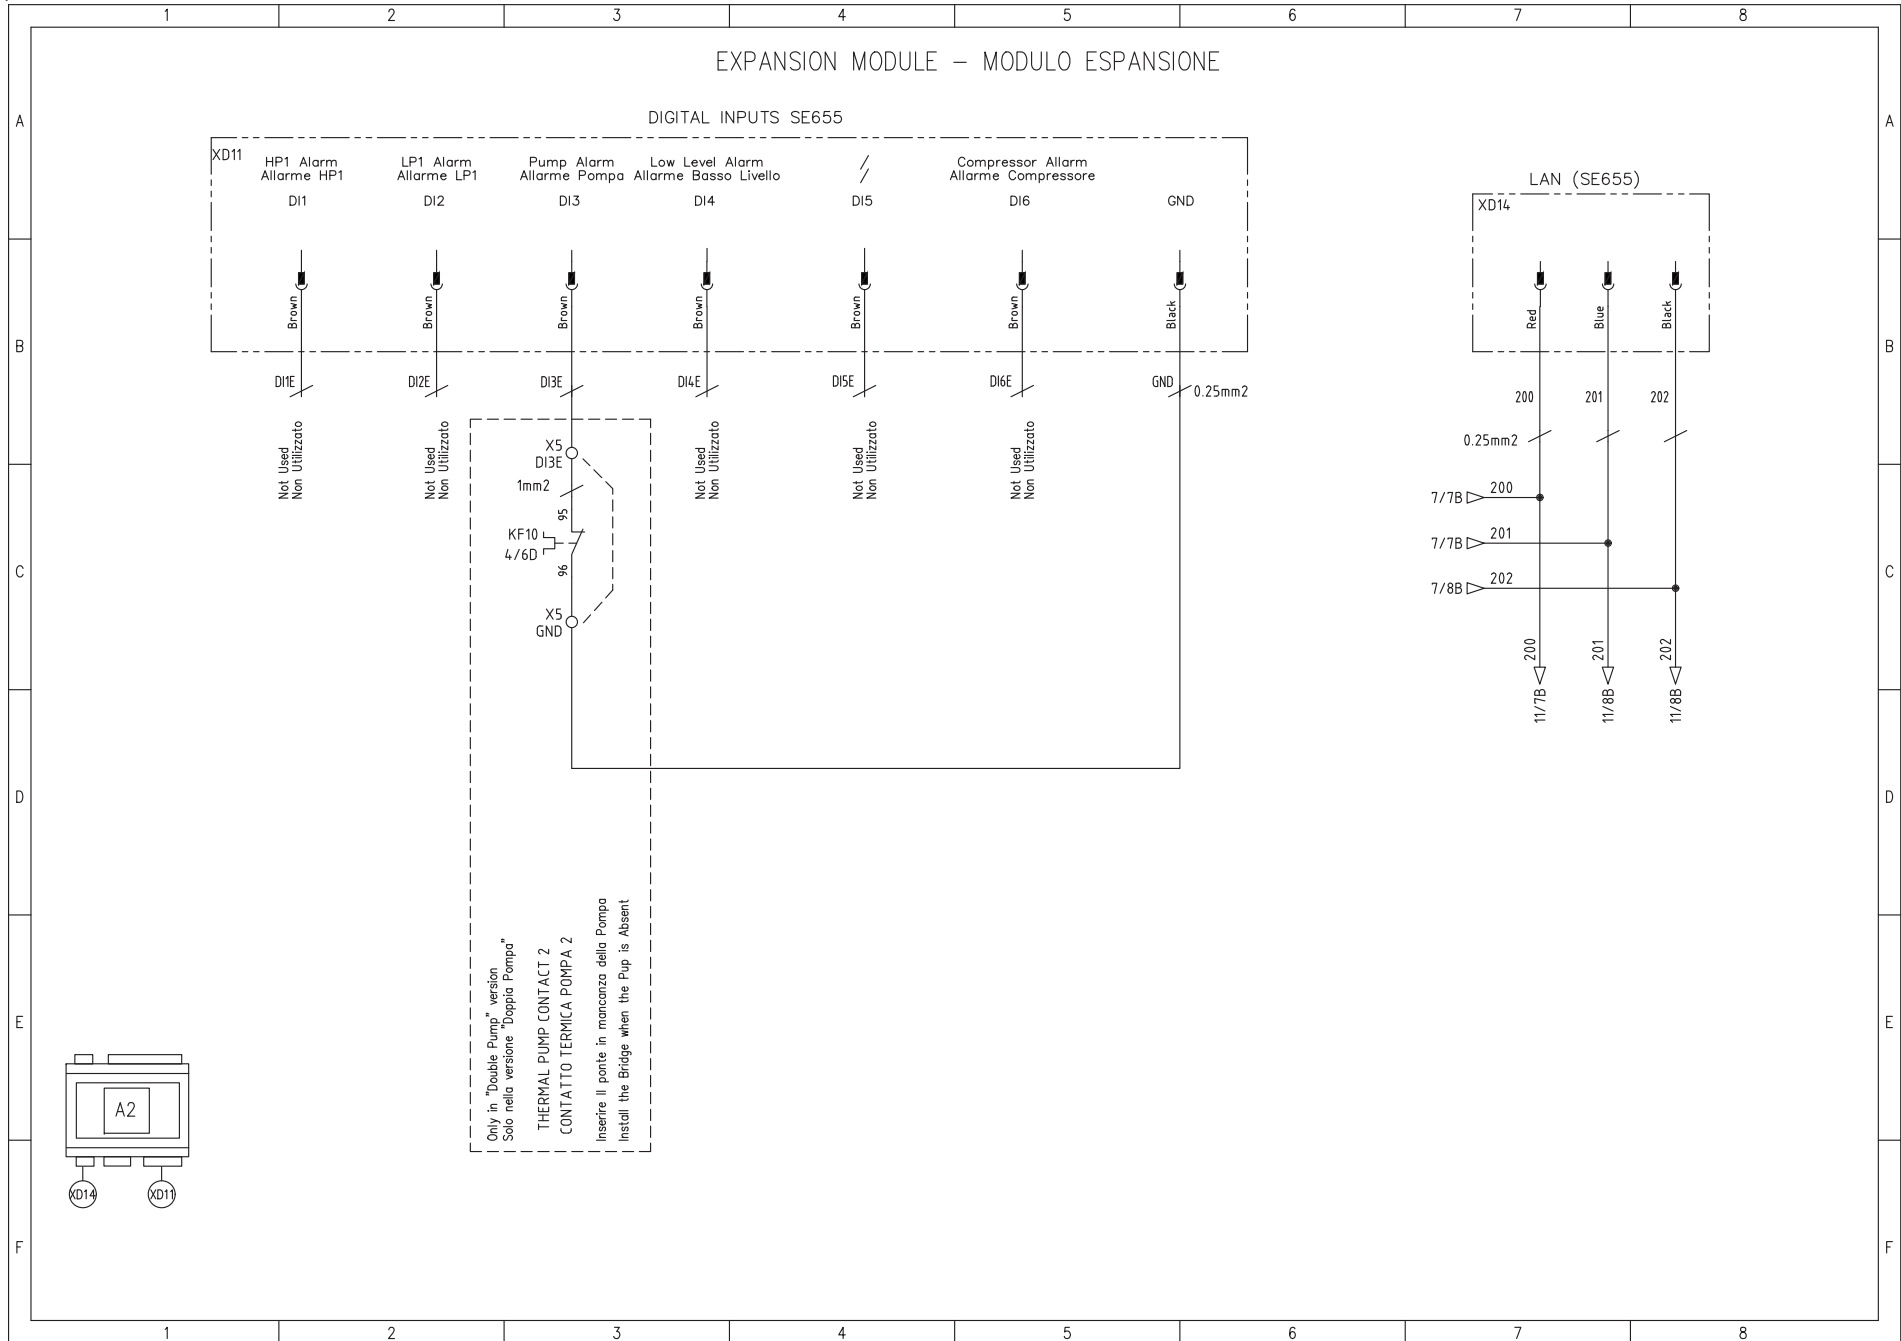 1 2 3 4 5 6 7 8
EXPANSION MODULE – MODULO ESPANSIONE
A
A
DIGITAL INPUTS SE655
XD11
HP1 Alarm
Allarme HP1
DI1
LP1 Alarm
Allarme LP1
DI2
Pump Alarm
Allarme Pompa
DI3
Low Level Alarm
Allarme Basso Livello
DI4
/
/
DI5
Compressor Allarm
Allarme Compressore
DI6
GND
LAN (SE655)
XD14
Brown
Brown
Brown
Brown
Brown
Brown
Black
Red
Blue
Black
B
B
DI1E
DI2E
DI3E
DI4E
DI5E
DI6E
GND
0.25mm2
200
201
202
0.25mm2
Not Used
Non Utilizzato
Not Used
Non Utilizzato
X5
DI3E
1mm2
95
KF10
4/6D
96
X5
GND
Not Used
Non Utilizzato
Not Used
Non Utilizzato
Not Used
Non Utilizzato
7/7B
200
7/7B
201
7/8B
202
C
C
200
201
202
11/7B
11/8B
11/8B
D
D
Only in "Double Pump" version
Solo nella versione "Doppia Pompa"
THERMAL PUMP CONTACT 2
CONTATTO TERMICA POMPA 2
Inserire Il ponte in mancanza della Pompa
Install the Bridge when the Pup is Absent
E
E
A2
XD14
XD11
F
F
1 2 3 4 5 6 7 8